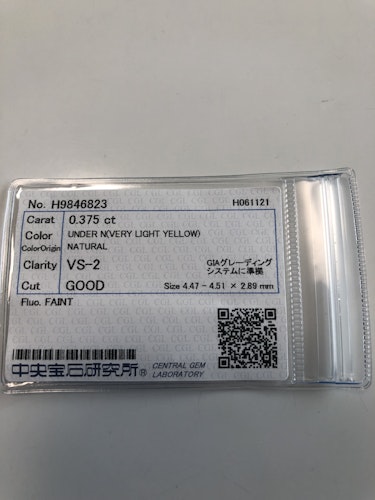 No. H9846823 H061121
Carat 0.375 ct
Color UNDER N(VERY LIGHT YELLOW)
ColorOrigin NATURAL
Clarity VS-2 GIAグレーディング
システムに準拠
Cut GOOD Size 4.47 - 4.51 × 2.89 mm
Fluo. FAINT
中央宝石研究所® CENTRAL GEM
LABORATORY